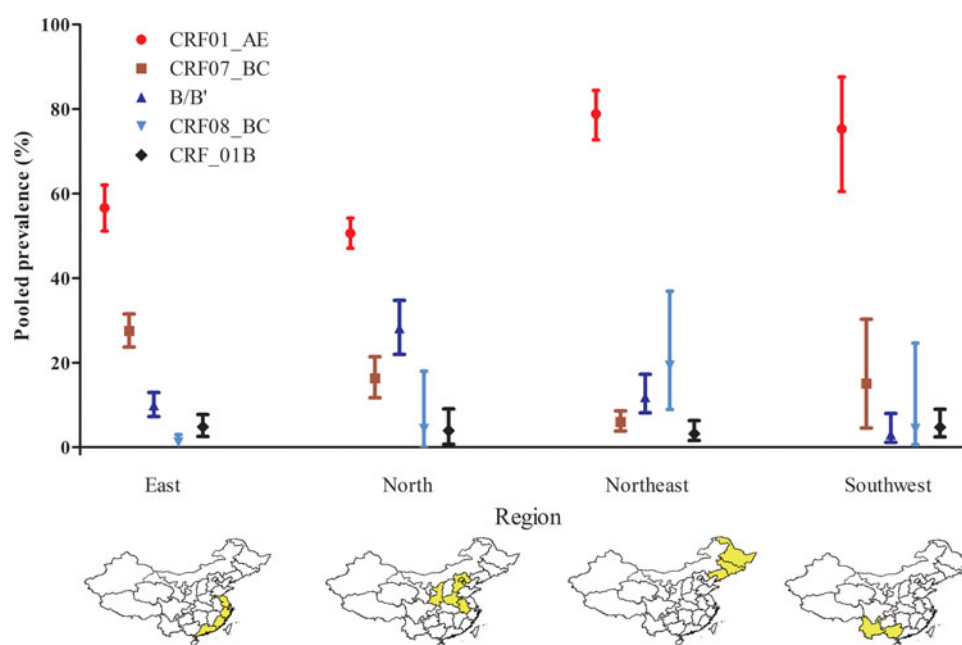 100
80
60
40
20
0
Pooled prevalence (%)
CRF01_AE
CRF07_BC
B/B'
CRF08_BC
CRF_01B
East North Northeast Southwest
Region